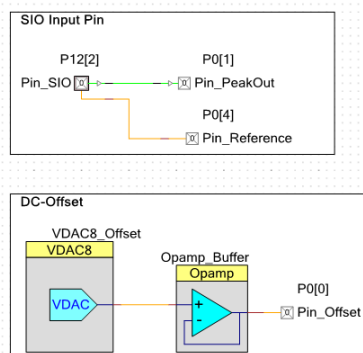 SIO Input Pin
P12[2]
P0[1]
Pin_SIO
Pin_PeakOut
P0[4]
Pin_Reference
DC-Offset
VDAC8_Offset
VDAC8
Opamp_Buffer
Opamp
P0[0]
VDAC
+
-
Pin_Offset